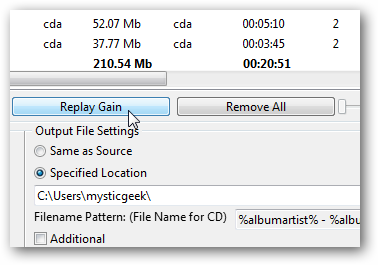 cda 52.07 Mb cda 00:05:10 2
cda 37.77 Mb cda 00:03:45 2
210.54 Mb 00:20:51
Replay Gain Remove All
Output File Settings
Same as Source
Specified Location
C:\Users\mysticgeek\
Filename Pattern: (File Name for CD) %albumartist% - %albu
Additional